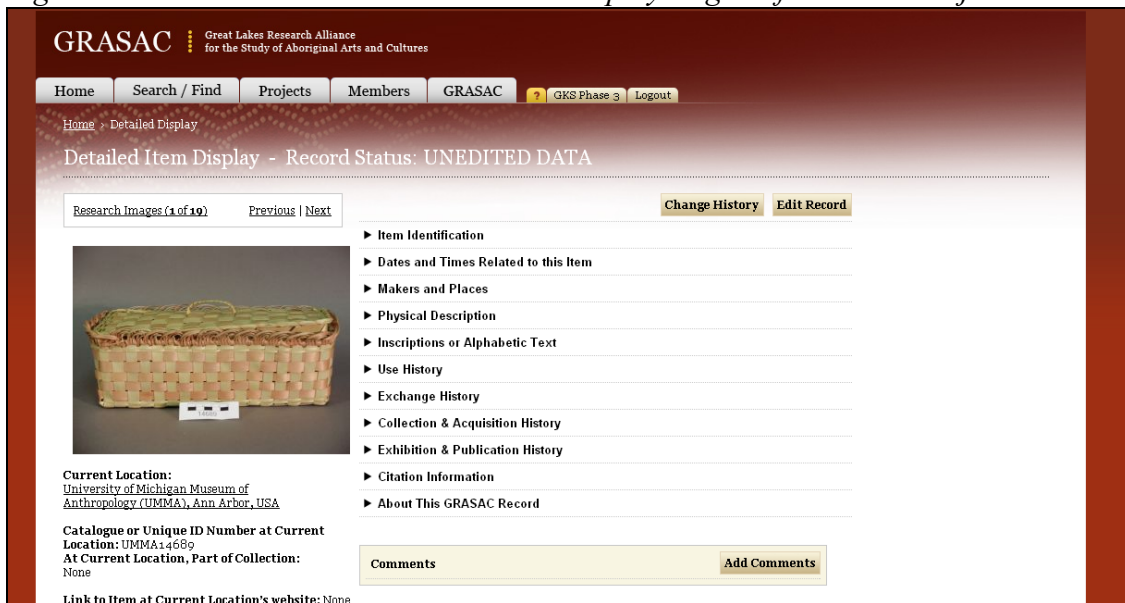 GRASAC
Great Lakes Research Alliance
for the Study of Aboriginal Arts and Cultures
Home Search / Find Projects Members GRASAC ? GKS Phase 3 Logout
Home > Detailed Display
Detailed Item Display - Record Status: UNEDITED DATA
Research Images (1 of 19) Previous | Next
Change History Edit Record
► Item Identification
► Dates and Times Related to this Item
► Makers and Places
► Physical Description
► Inscriptions or Alphabetic Text
► Use History
► Exchange History
► Collection & Acquisition History
► Exhibition & Publication History
► Citation Information
► About This GRASAC Record
14689
Current Location:
University of Michigan Museum of
Anthropology (UMMA), Ann Arbor, USA
Catalogue or Unique ID Number at Current
Location: UMMA14689
At Current Location, Part of Collection:
None
Link to Item at Current Location's website: None
Comments Add Comments